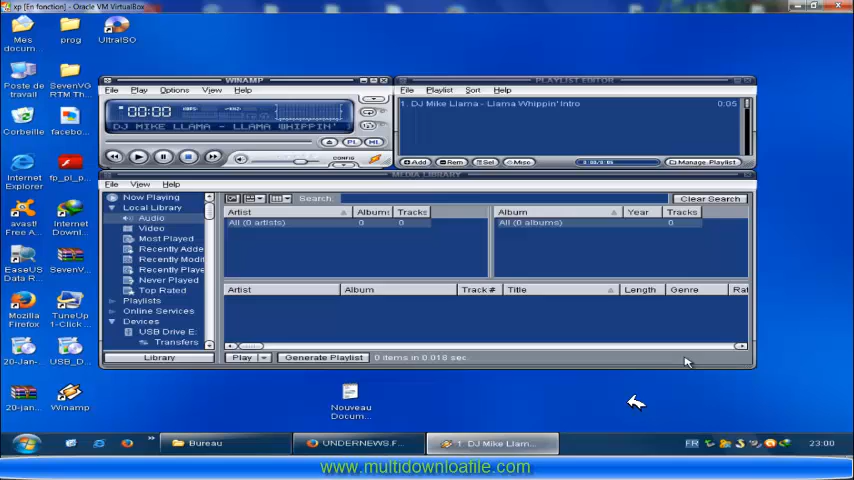 xp [En fonction] - Oracle VM VirtualBox
Mes docum...
prog
UltraISO
Poste de travail
SevenVG RTM Th...
Corbeille
facebo...
Internet Explorer
fp_pl_p...
avast! Free A...
Internet Downl...
EaseUS Data R...
SevenV...
Mozilla Firefox
TuneUp 1-Click ...
20-Jan-...
USB_D...
20-jan...
Winamp
WINAMP
File Play Options View Help
00:00
DJ MIKE LLAMA - LLAMA WHIPPIN'
PL ML
CONFIG
PLAYLIST EDITOR
File Playlist Sort Help
1. DJ Mike Llama - Llama Whippin' Intro 0:05
Add Rem Sel Misc Manage Playlist
MEDIA LIBRARY
File View Help
Now Playing
Local Library
Audio
Video
Most Played
Recently Adde
Recently Modi
Recently Playe
Never Played
Top Rated
Playlists
Online Services
Devices
USB Drive E:
Transfers
Library
Search: Clear Search
Artist Albums Tracks
All (0 artists) 0 0
Album Year Tracks
All (0 albums) 0
Artist Album Track # Title Length Genre Rat
Play Generate Playlist 0 items in 0.018 sec.
Nouveau Docum...
Bureau
UNDERNEWS.F...
1. DJ Mike Llam...
FR
23:00
www.multidownloafile.com